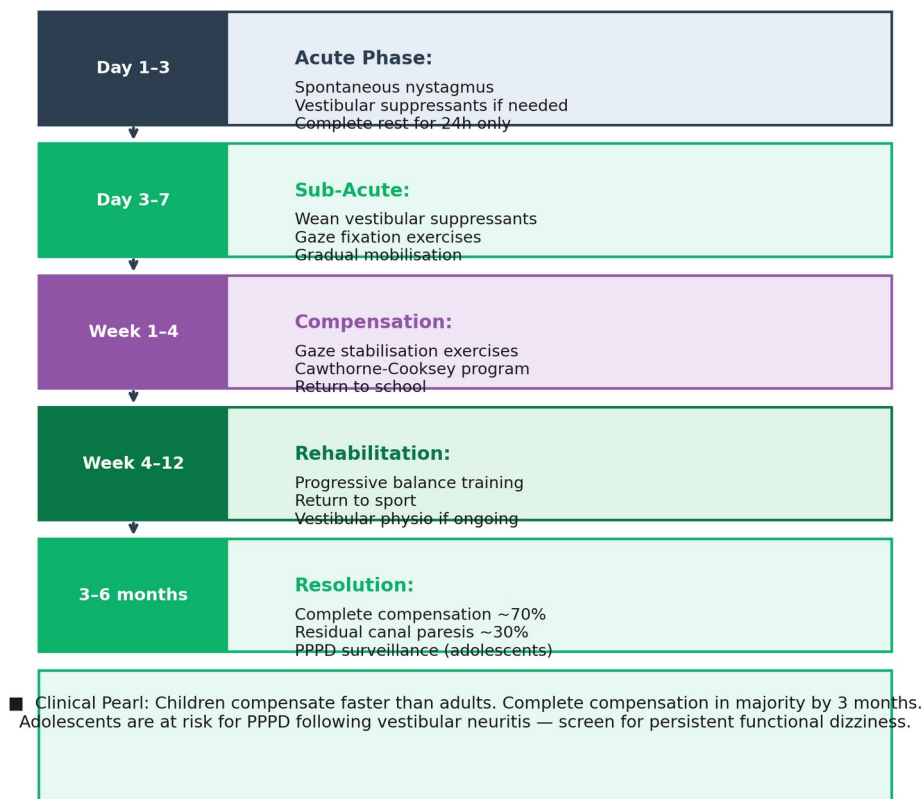 Day 1–3
Acute Phase:
Spontaneous nystagmus
Vestibular suppressants if needed
Complete rest for 24h only
Day 3–7
Sub-Acute:
Wean vestibular suppressants
Gaze fixation exercises
Gradual mobilisation
Week 1–4
Compensation:
Gaze stabilisation exercises
Cawthorne-Cooksey program
Return to school
Week 4–12
Rehabilitation:
Progressive balance training
Return to sport
Vestibular physio if ongoing
3–6 months
Resolution:
Complete compensation ~70%
Residual canal paresis ~30%
PPPD surveillance (adolescents)
■ Clinical Pearl: Children compensate faster than adults. Complete compensation in majority by 3 months.
Adolescents are at risk for PPPD following vestibular neuritis — screen for persistent functional dizziness.